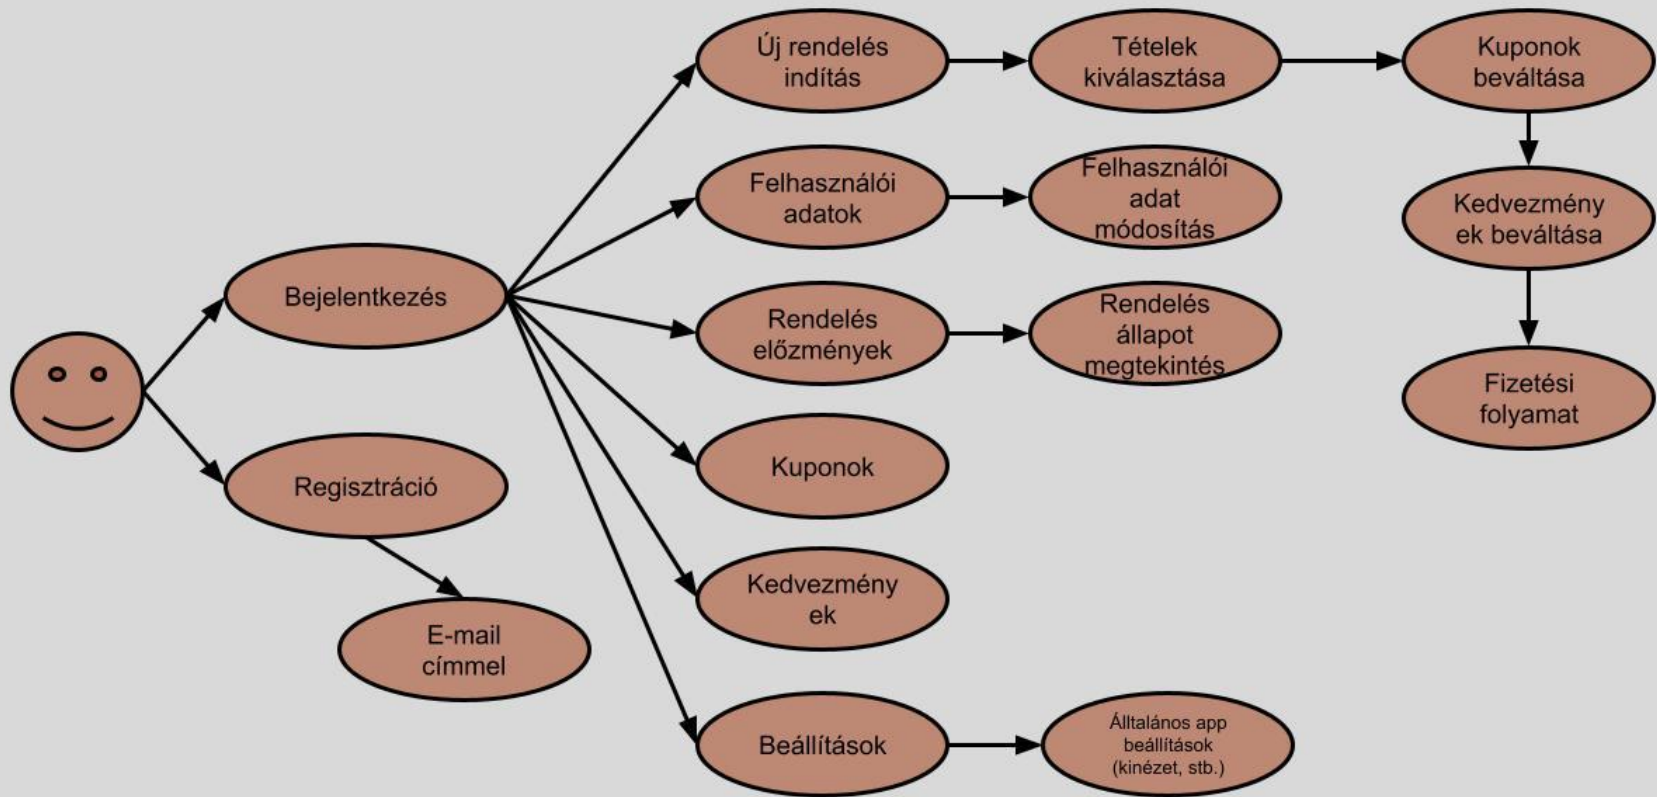 Új rendelés
indítás
Tételek
kiválasztása
Kuponok
beváltása
Felhasználói
adatok
Felhasználói
adat
módosítás
Kedvezmény
ek beváltása
Bejelentkezés
Rendelés
előzmények
Rendelés
állapot
megtekintés
Fizetési
folyamat
Kuponok
Regisztráció
Kedvezmény
ek
E-mail
címmel
Beállítások
Álltalános app
beállítások
(kinézet, stb.)